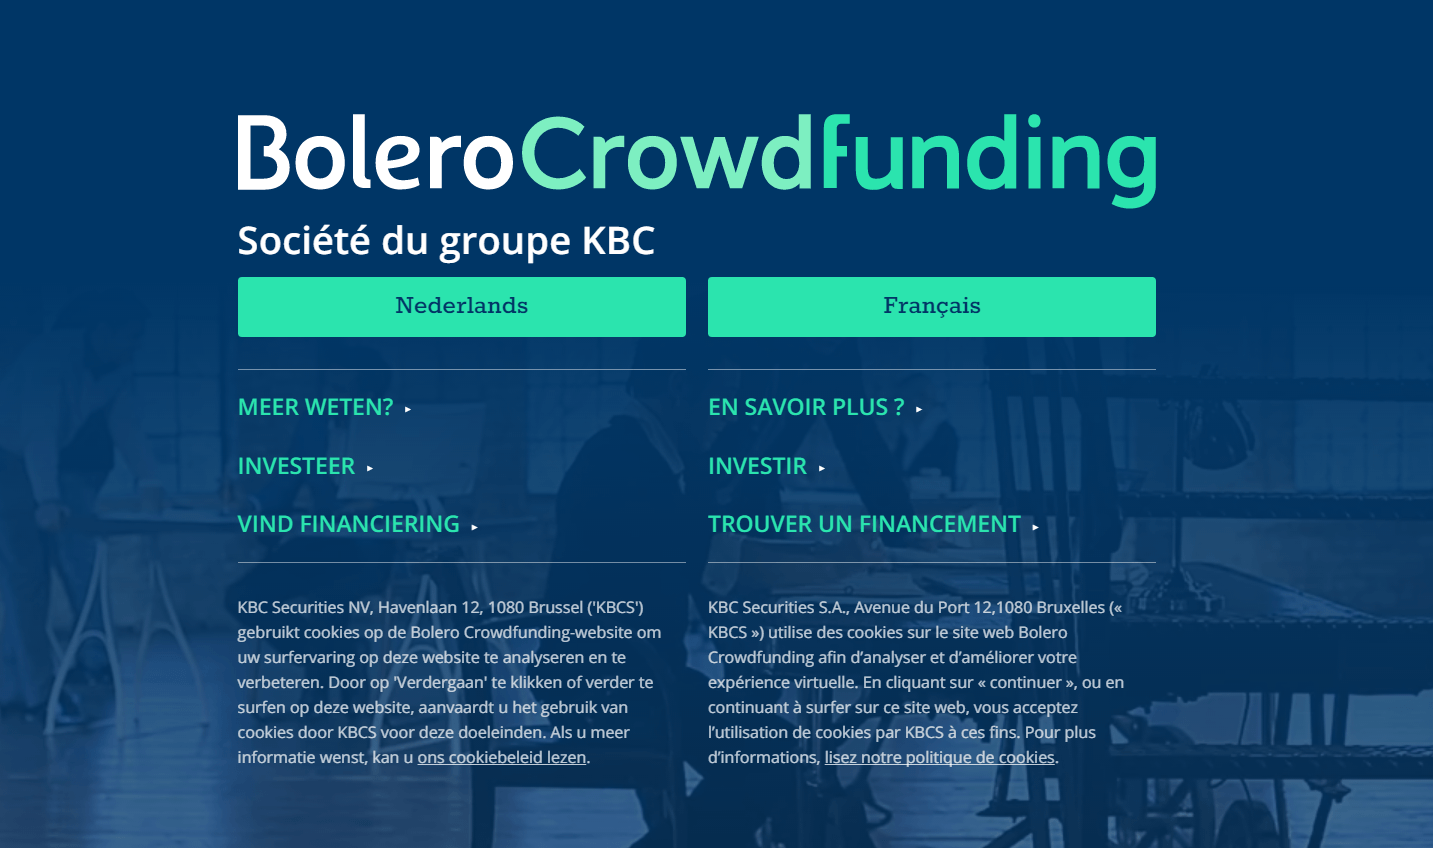 BoleroCrowdfunding
Société du groupe KBC
Nederlands
Français
MEER WETEN? ▸
INVESTEER ▸
VIND FINANCIERING ▸
EN SAVOIR PLUS ? ▸
INVESTIR ▸
TROUVER UN FINANCEMENT ▸
KBC Securities NV, Havenlaan 12, 1080 Brussel ('KBCS')
gebruikt cookies op de Bolero Crowdfunding-website om
uw surfervaring op deze website te analyseren en te
verbeteren. Door op 'Verdergaan' te klikken of verder te
surfen op deze website, aanvaardt u het gebruik van
cookies door KBCS voor deze doeleinden. Als u meer
informatie wenst, kan u ons cookiebeleid lezen.
KBC Securities S.A., Avenue du Port 12,1080 Bruxelles («
KBCS ») utilise des cookies sur le site web Bolero
Crowdfunding afin d’analyser et d’améliorer votre
expérience virtuelle. En cliquant sur « continuer », ou en
continuant à surfer sur ce site web, vous acceptez
l’utilisation de cookies par KBCS à ces fins. Pour plus
d’informations, lisez notre politique de cookies.